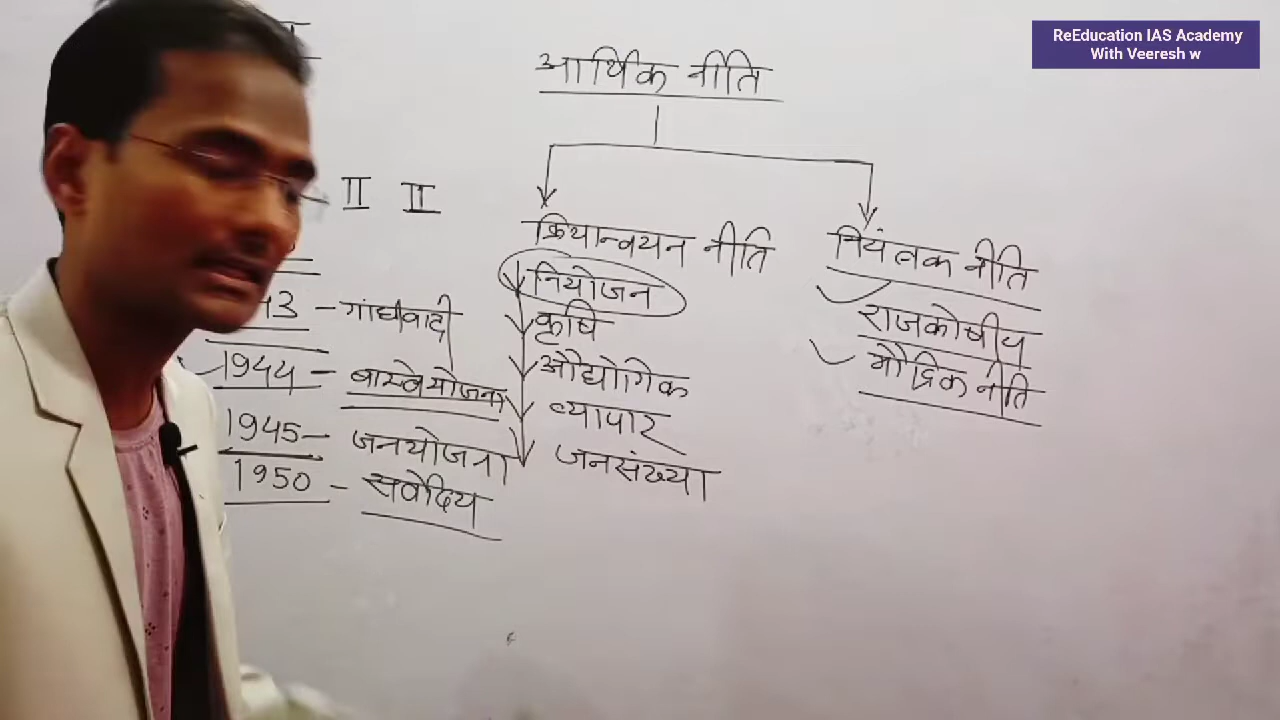 ReEducation IAS Academy
With Veeresh w
आर्थिक नीति
II II
क्रियान्वयन नीति
नियोजन
कृषि
औद्योगिक
व्यापार
जनसंख्या
नियंत्रक नीति
राजकोषीय
मौद्रिक नीति
43 - गांधीवादी
1944 - बाम्बे योजना
1945 - जनयोजना
1950 - सर्वोदय